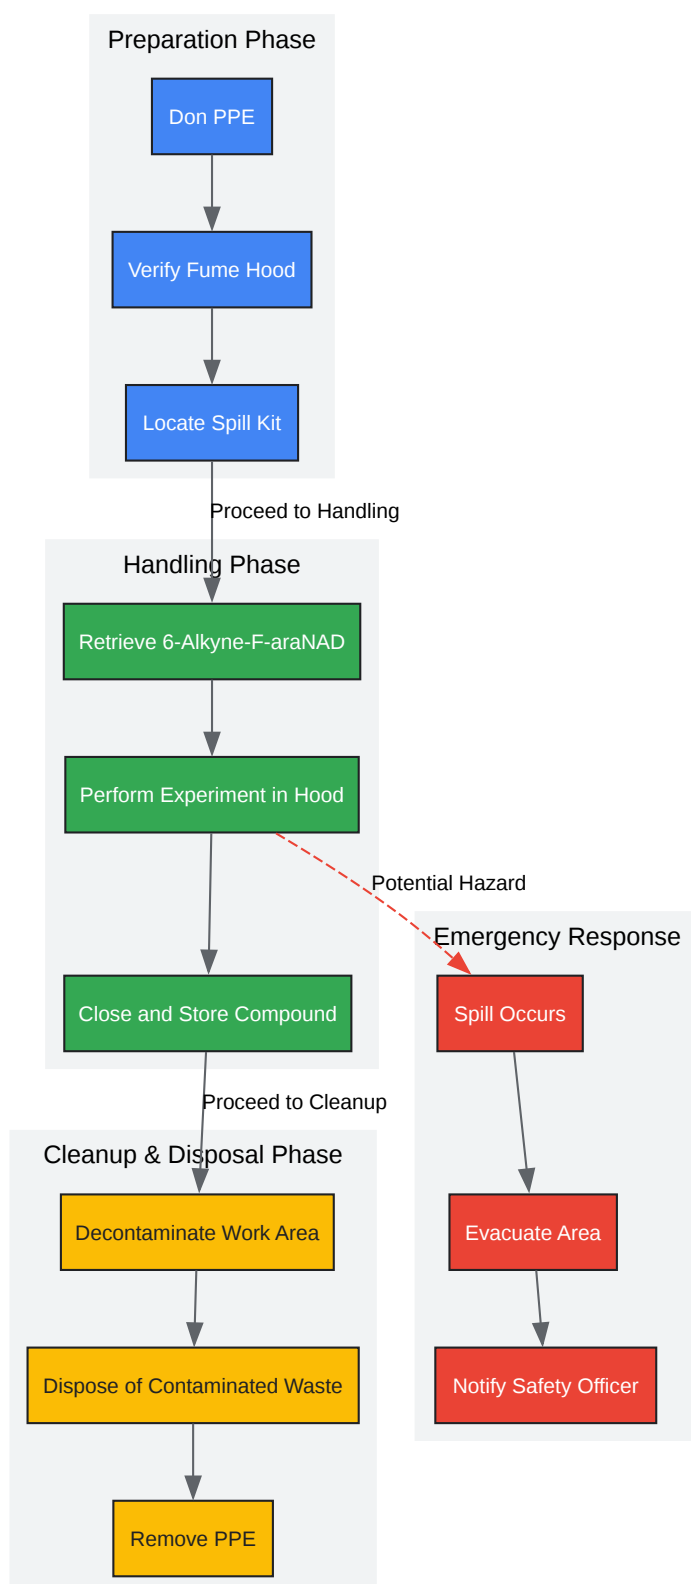 Preparation Phase
Don PPE
Verify Fume Hood
Locate Spill Kit
Proceed to Handling
Handling Phase
Retrieve 6-Alkyne-F-araNAD
Perform Experiment in Hood
Potential Hazard
Emergency Response
Close and Store Compound
Spill Occurs
Proceed to Cleanup
Cleanup & Disposal Phase
Decontaminate Work Area
Evacuate Area
Dispose of Contaminated Waste
Notify Safety Officer
Remove PPE